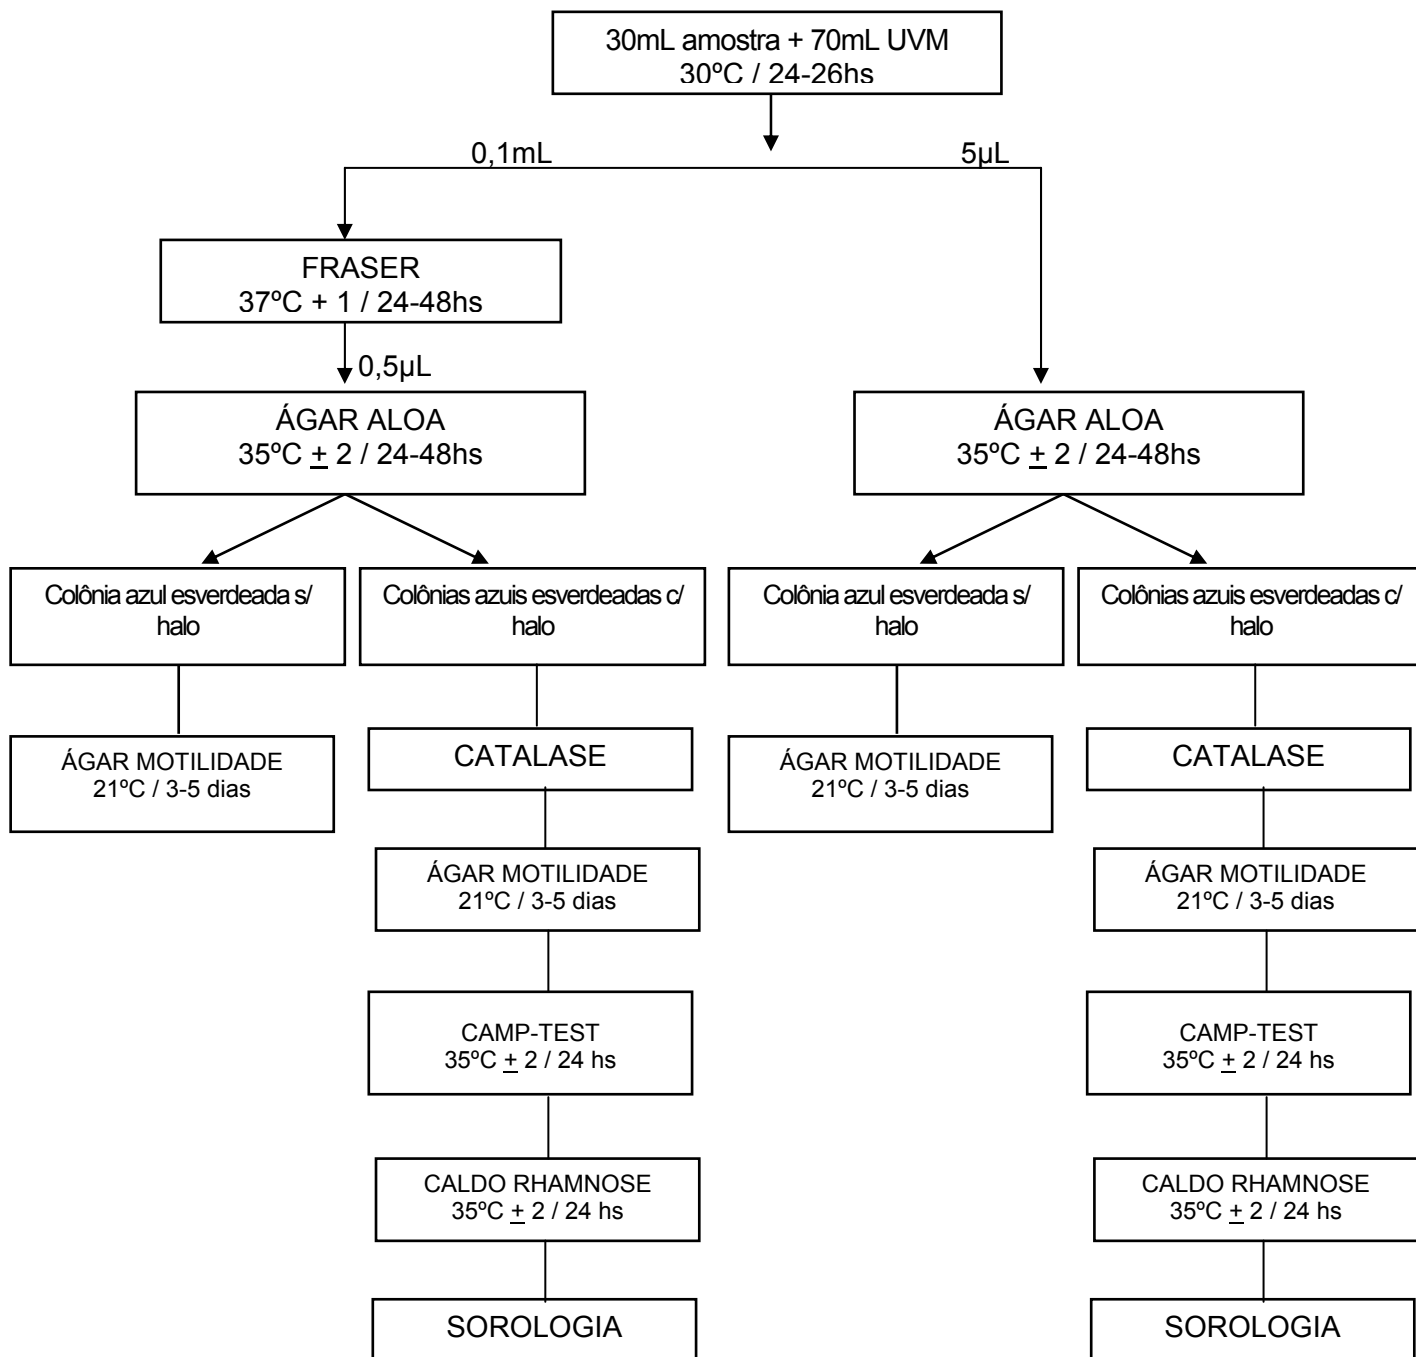 30mL amostra + 70mL UVM
30ºC / 24-26hs
0,1mL
5µL
FRASER
37ºC + 1 / 24-48hs
0,5µL
ÁGAR ALOA
35ºC ± 2 / 24-48hs
ÁGAR ALOA
35ºC ± 2 / 24-48hs
Colônia azul esverdeada s/
halo
Colônias azuis esverdeadas c/
halo
Colônia azul esverdeada s/
halo
Colônias azuis esverdeadas c/
halo
ÁGAR MOTILIDADE
21ºC / 3-5 dias
CATALASE
ÁGAR MOTILIDADE
21ºC / 3-5 dias
CATALASE
ÁGAR MOTILIDADE
21ºC / 3-5 dias
ÁGAR MOTILIDADE
21ºC / 3-5 dias
CAMP-TEST
35ºC ± 2 / 24 hs
CAMP-TEST
35ºC ± 2 / 24 hs
CALDO RHAMNOSE
35ºC ± 2 / 24 hs
CALDO RHAMNOSE
35ºC ± 2 / 24 hs
SOROLOGIA
SOROLOGIA